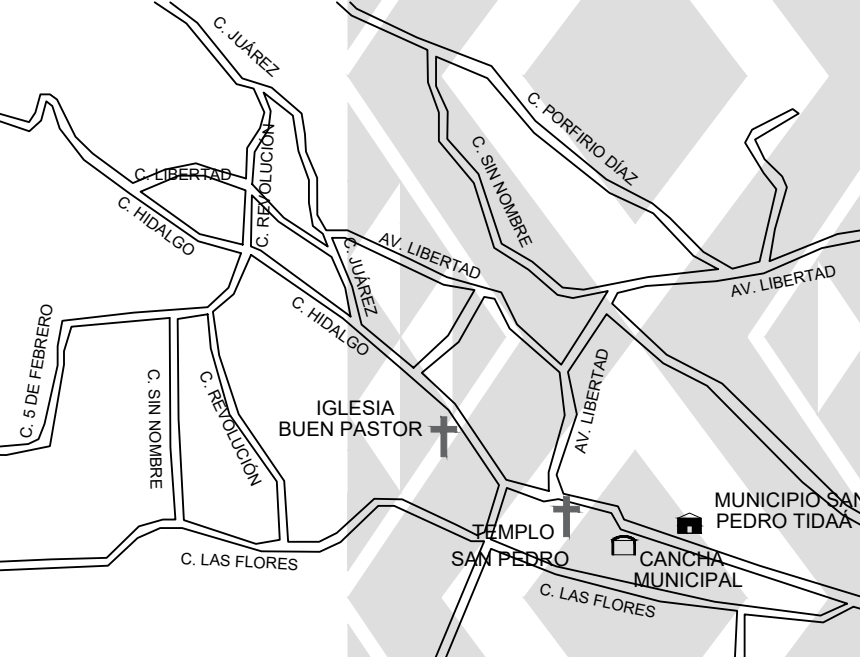 C. JUÁREZ
C. PORFIRIO DÍAZ
C. LIBERTAD
C. REVOLUCIÓN
C. SIN NOMBRE
C. HIDALGO
AV. LIBERTAD
C. JUÁREZ
AV. LIBERTAD
C. HIDALGO
C. 5 DE FEBRERO
C. SIN NOMBRE
C. REVOLUCIÓN
AV. LIBERTAD
IGLESIA
BUEN PASTOR
MUNICIPIO SAN
PEDRO TIDAÁ
TEMPLO
SAN PEDRO
CANCHA
MUNICIPAL
C. LAS FLORES
C. LAS FLORES